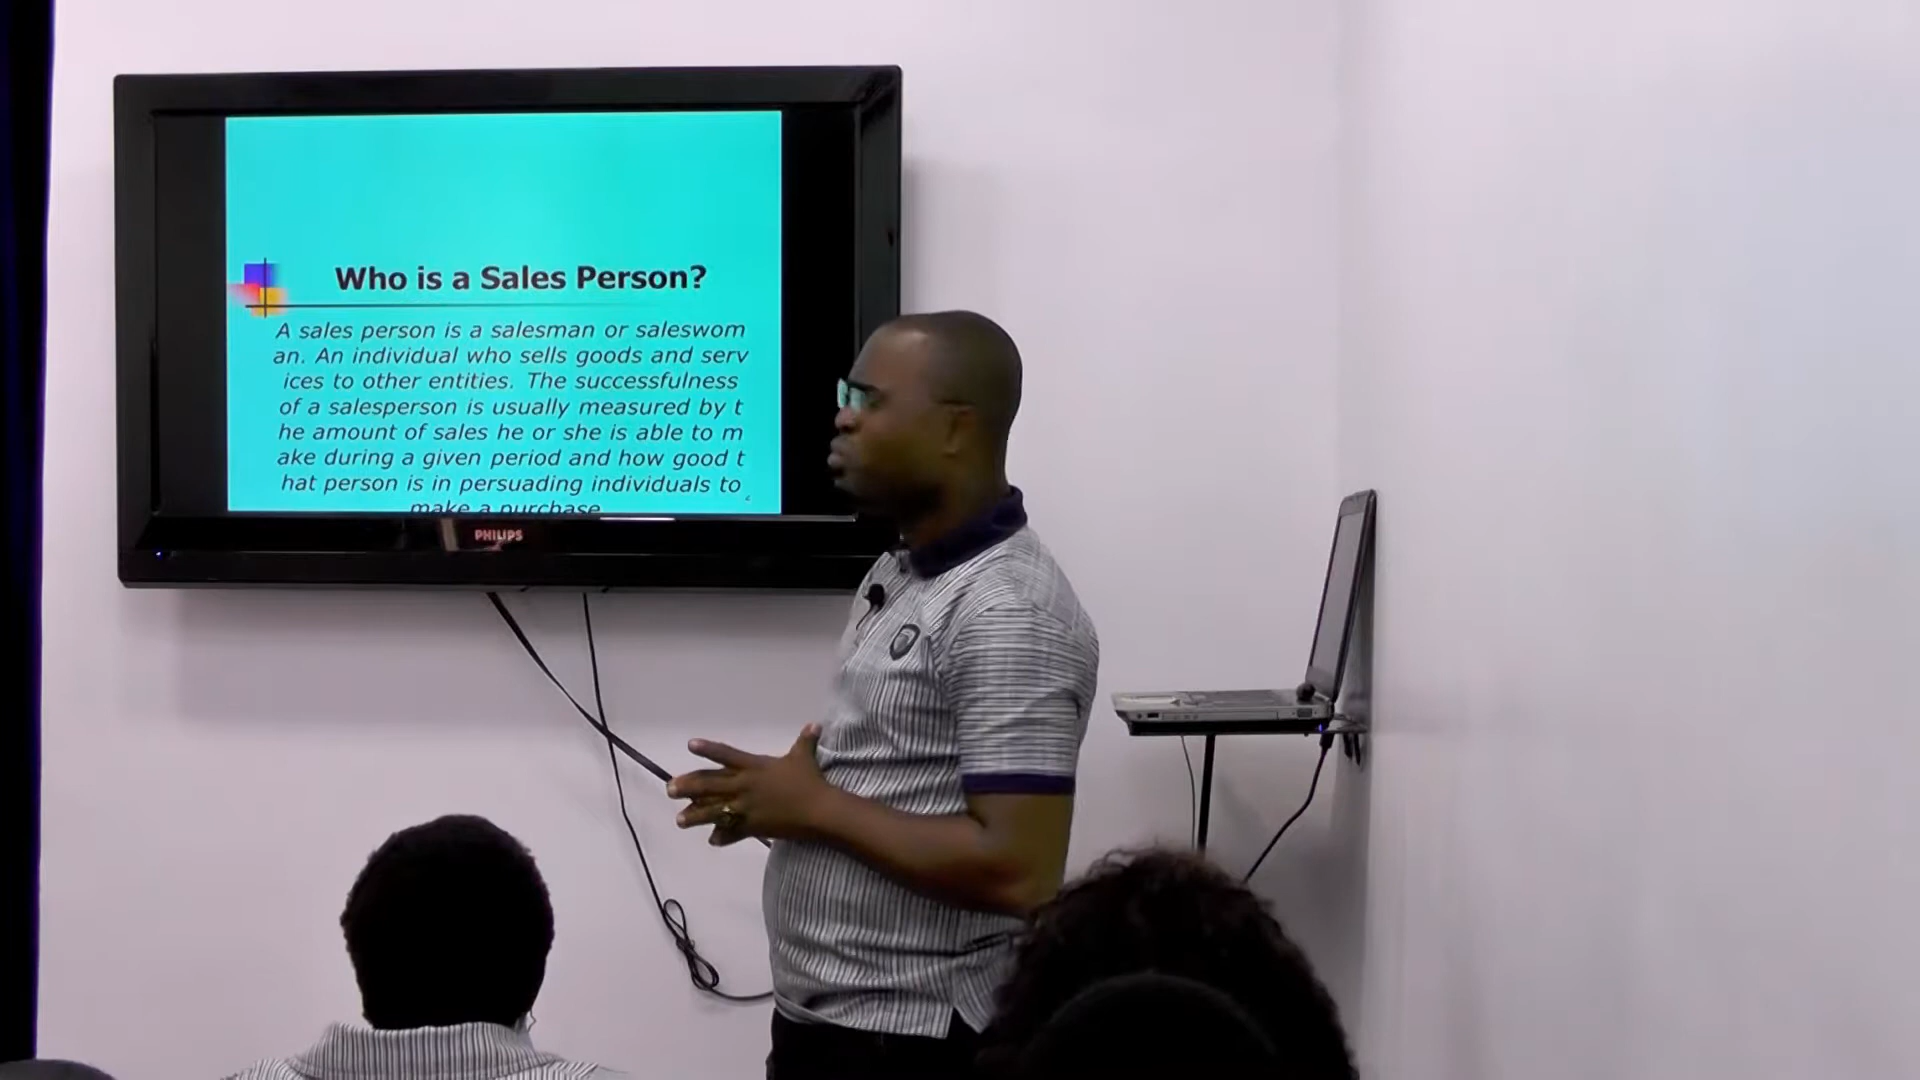 Who is a Sales Person?
A sales person is a salesman or saleswom
an. An individual who sells goods and serv
ices to other entities. The successfulness
of a salesperson is usually measured by t
he amount of sales he or she is able to m
ake during a given period and how good t
hat person is in persuading individuals to
make a purchase
PHILIPS